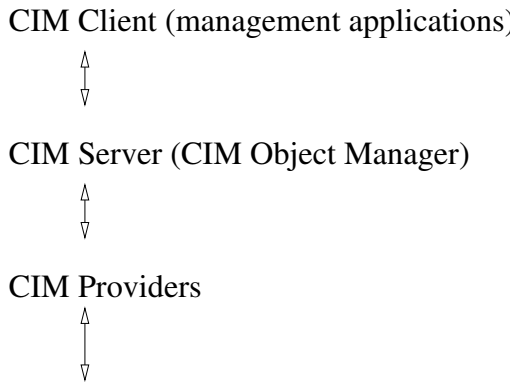 CIM Client (management applications)
CIM Server (CIM Object Manager)
CIM Providers